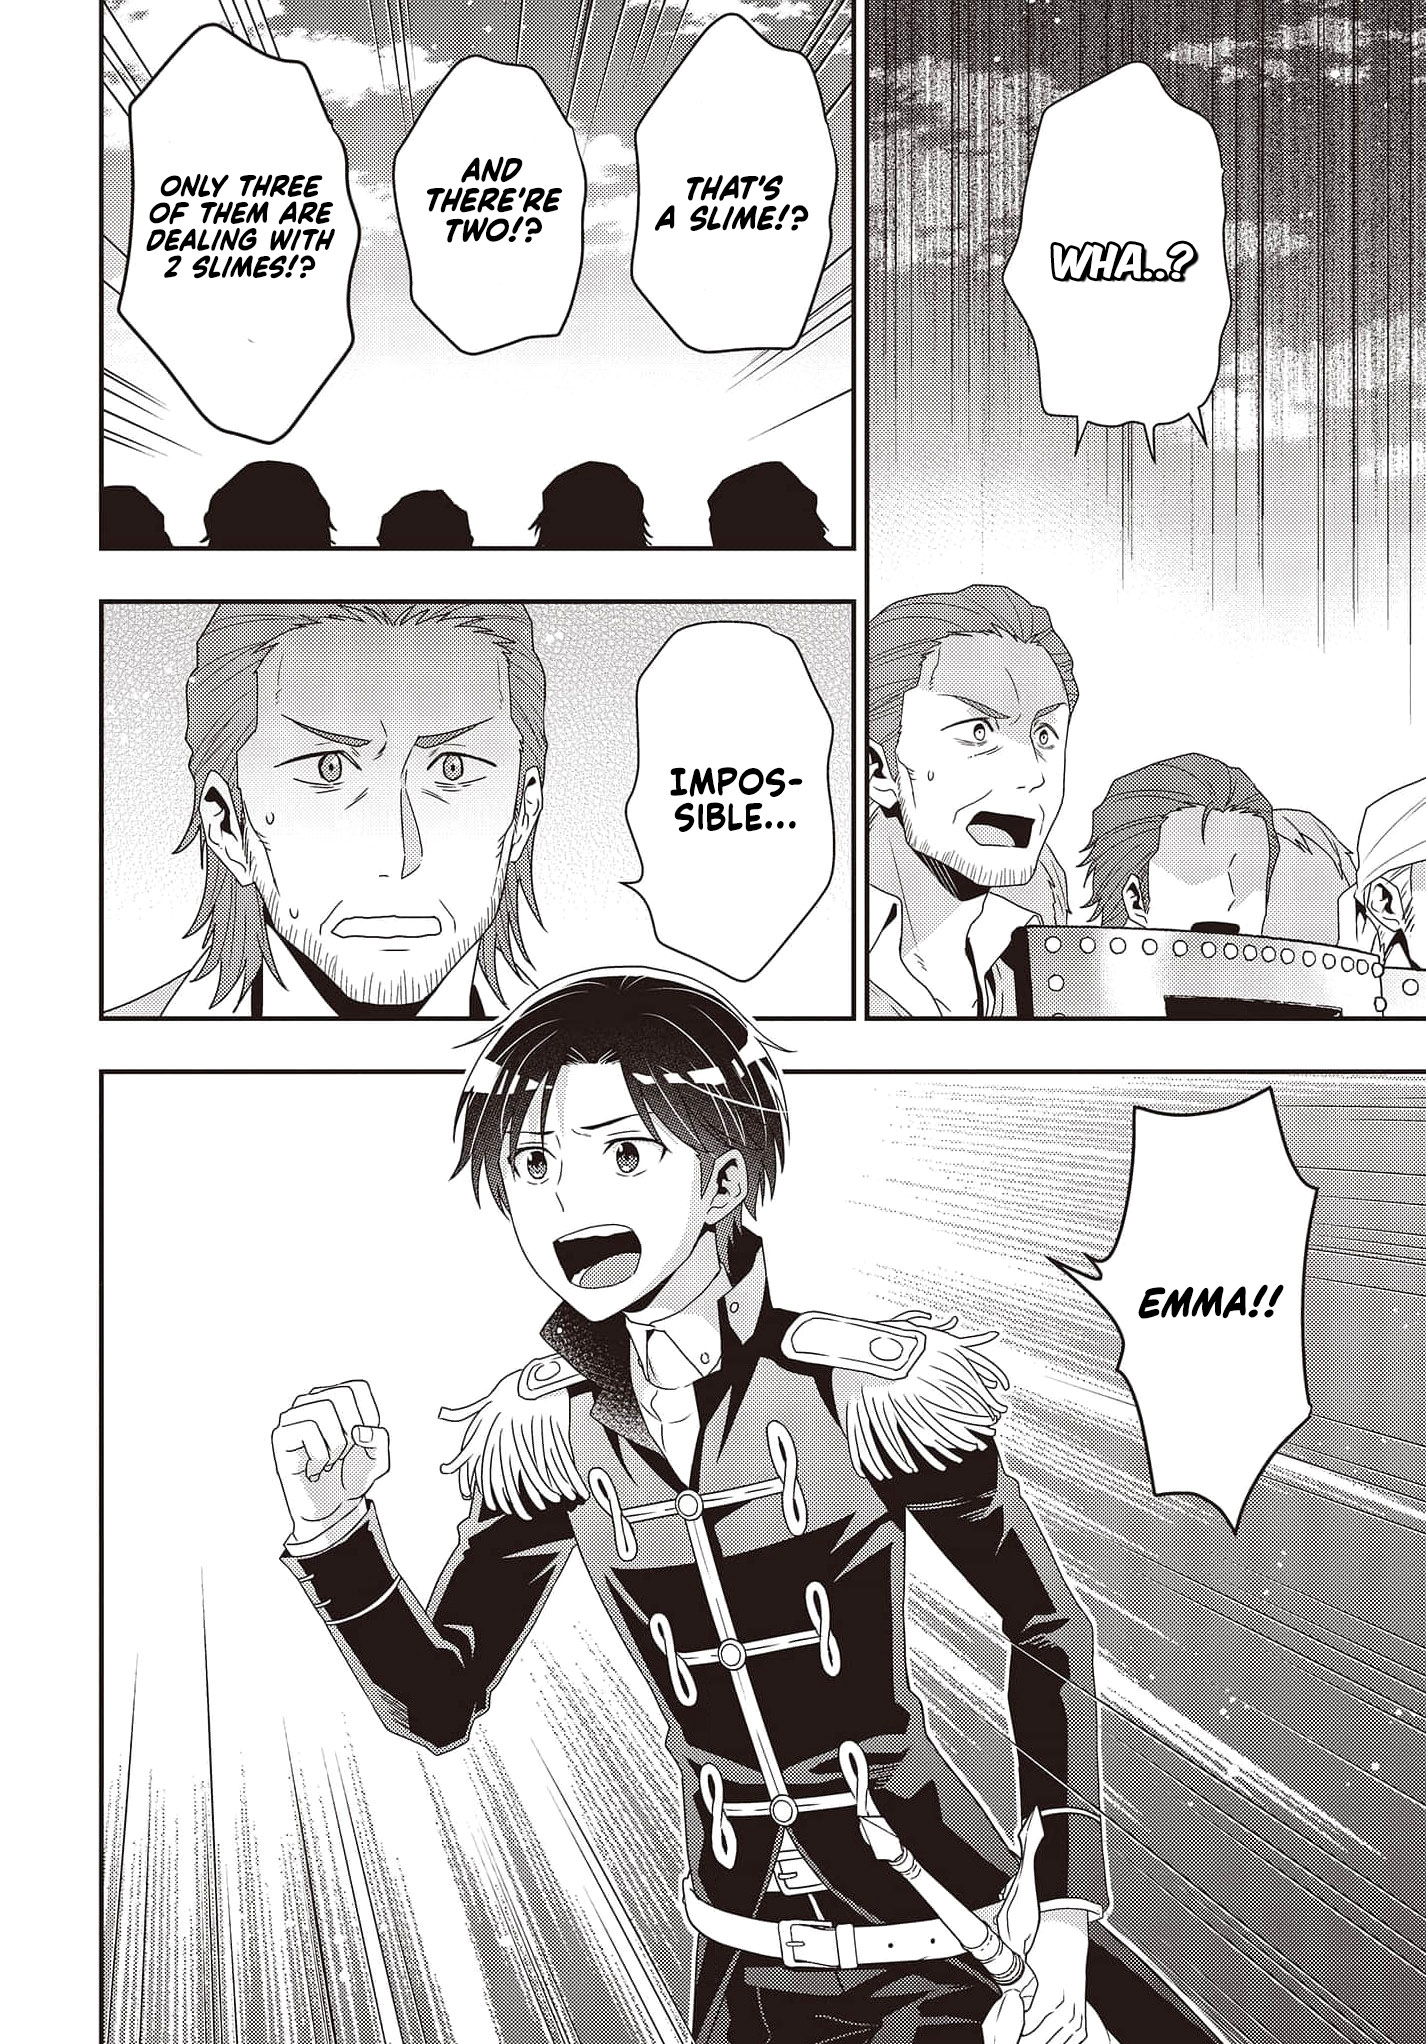 WHA..?
THAT'S
A SLIME!?
AND
THERE'RE
TWO!?
ONLY THREE
OF THEM ARE
DEALING WITH
2 SLIMES!?
IMPOS-
SIBLE...
EMMA!!